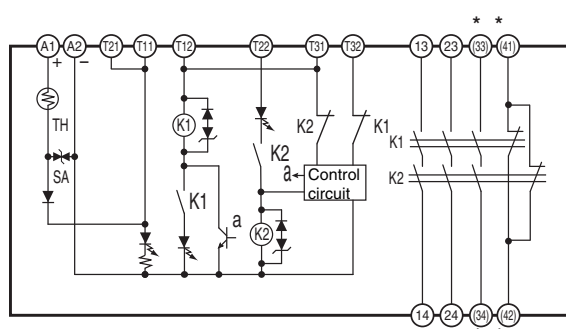 * *
A1 A2 T21 T11 T12 T22 T31 T32 13 23 (33) (41)
+ −
TH
K1
K2 K1
K2
K1
SA
a
Control
circuit
K2
K1
a
K2
14 24 (34) (42)